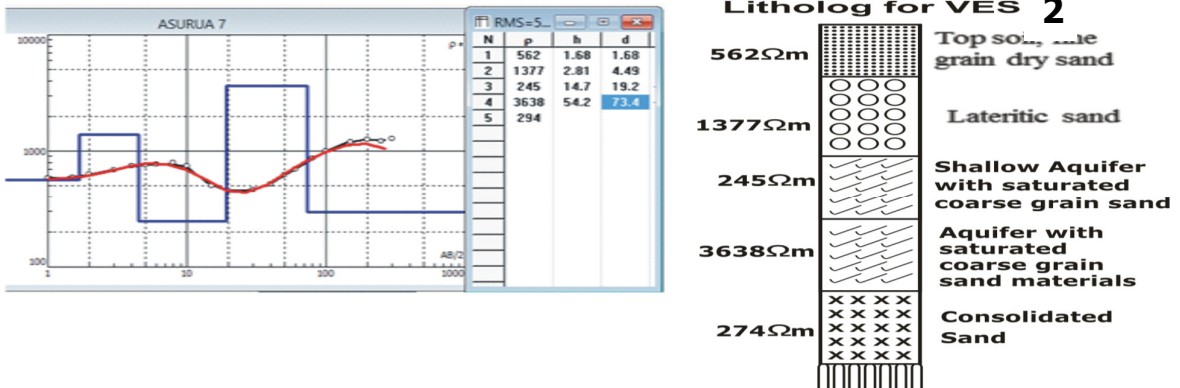 ASURUA 7
10000
ρ
1000
100
1
10
100
1000
AB/2
RMS=5...
N ρ h d
1 562 1.68 1.68
2 1377 2.81 4.49
3 245 14.7 19.2
4 3638 54.2 73.4
5 294
Litholog for VES 2
562Ωm
Top soil,
grain dry sand
1377Ωm
Lateritic sand
245Ωm
Shallow Aquifer
with saturated
coarse grain sand
3638Ωm
Aquifer with
saturated
coarse grain
sand materials
274Ωm
Consolidated
Sand